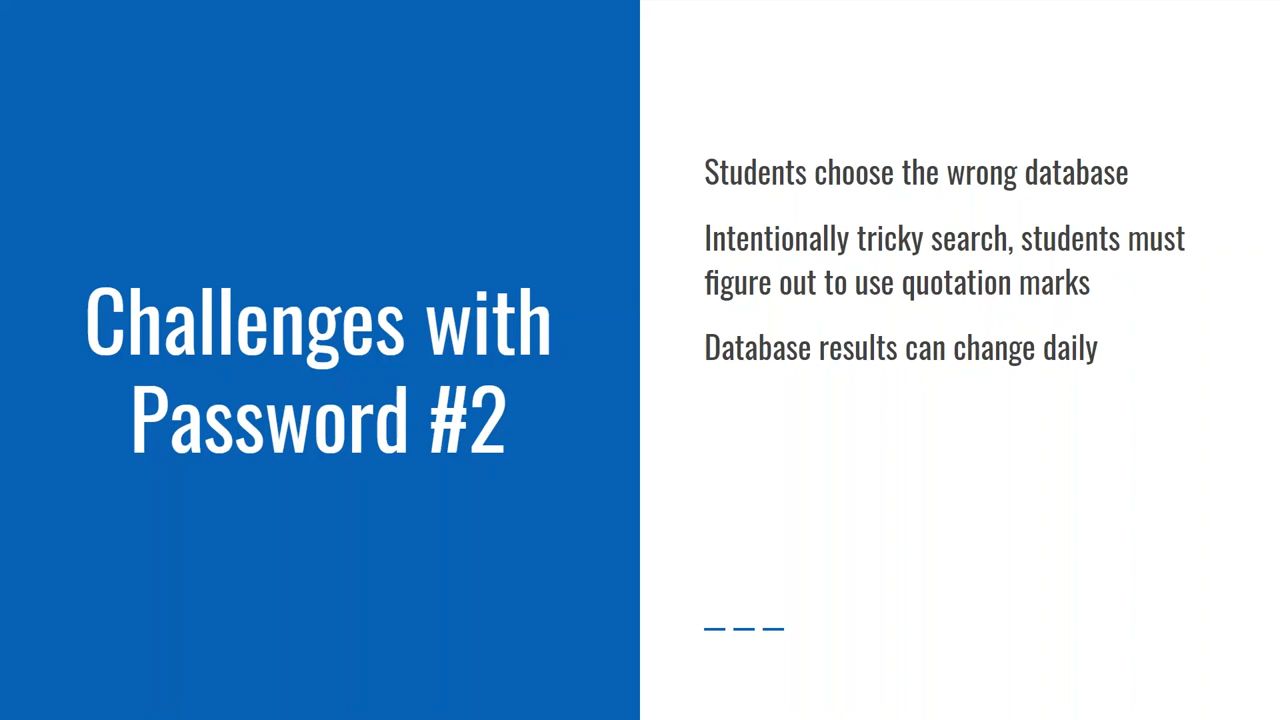 Challenges with
Password #2
Students choose the wrong database
Intentionally tricky search, students must
figure out to use quotation marks
Database results can change daily